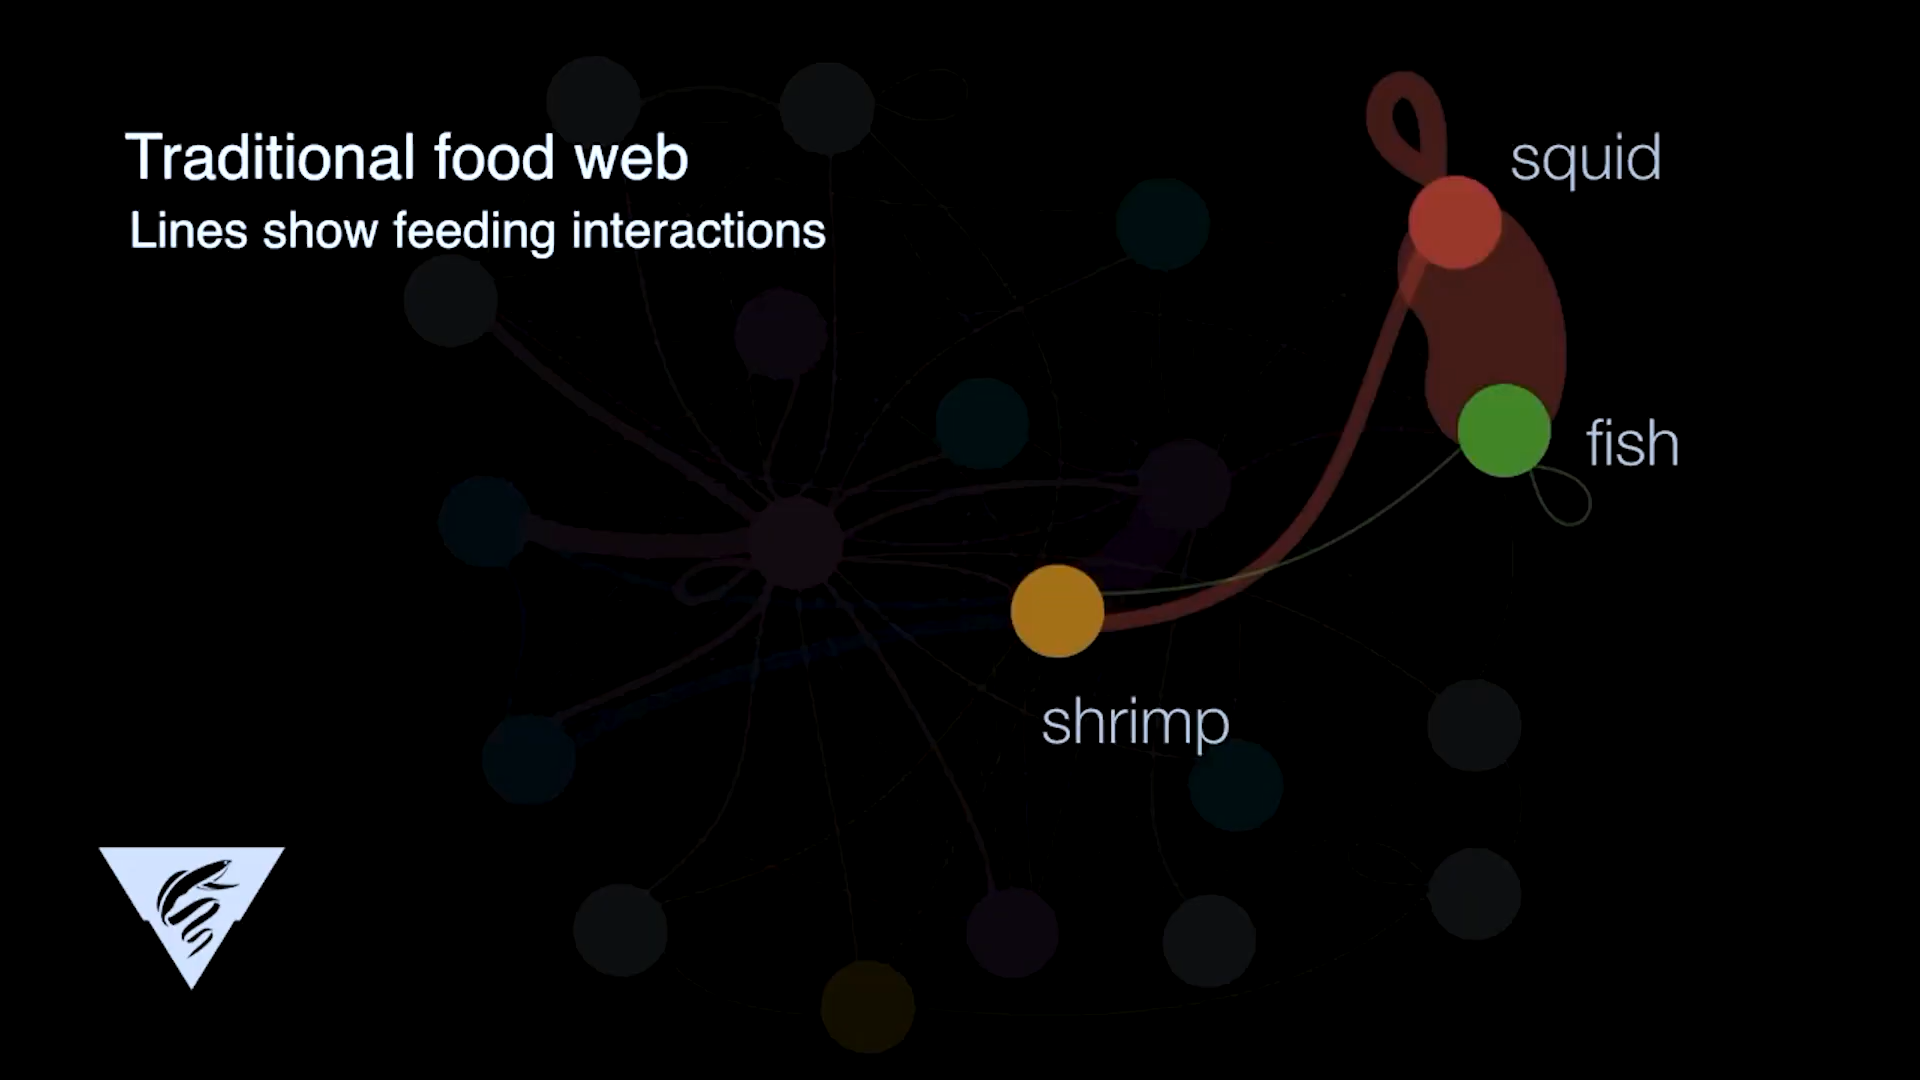 Traditional food web
Lines show feeding interactions
squid
fish
shrimp